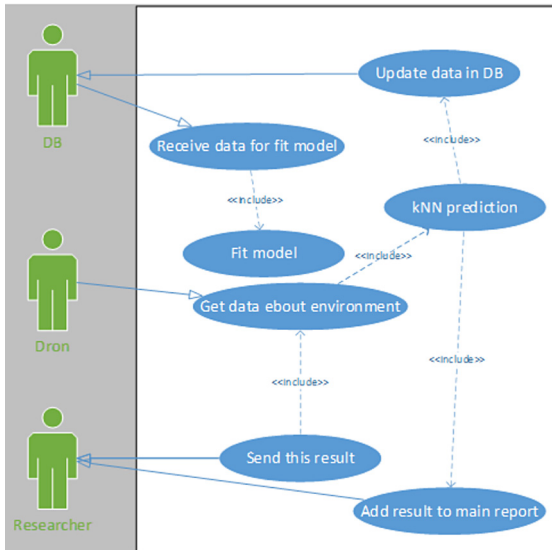 Update data in DB
DB
Receive data for fit model
<<include>>
<<include>>
kNN prediction
Fit model
<<include>>
Get data ebout environment
Dron
<<include>>
<<include>>
Send this result
Add result to main report
Researcher